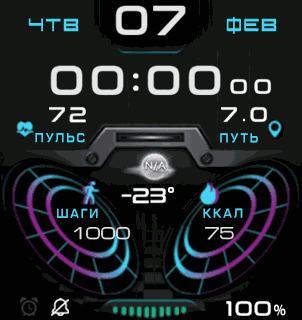 ЧТВ 07 ФЕВ
00:00 00
72 7.0
ПУЛЬС ПУТЬ
N/A
-23°
ШАГИ ККАЛ
1000 75
100%